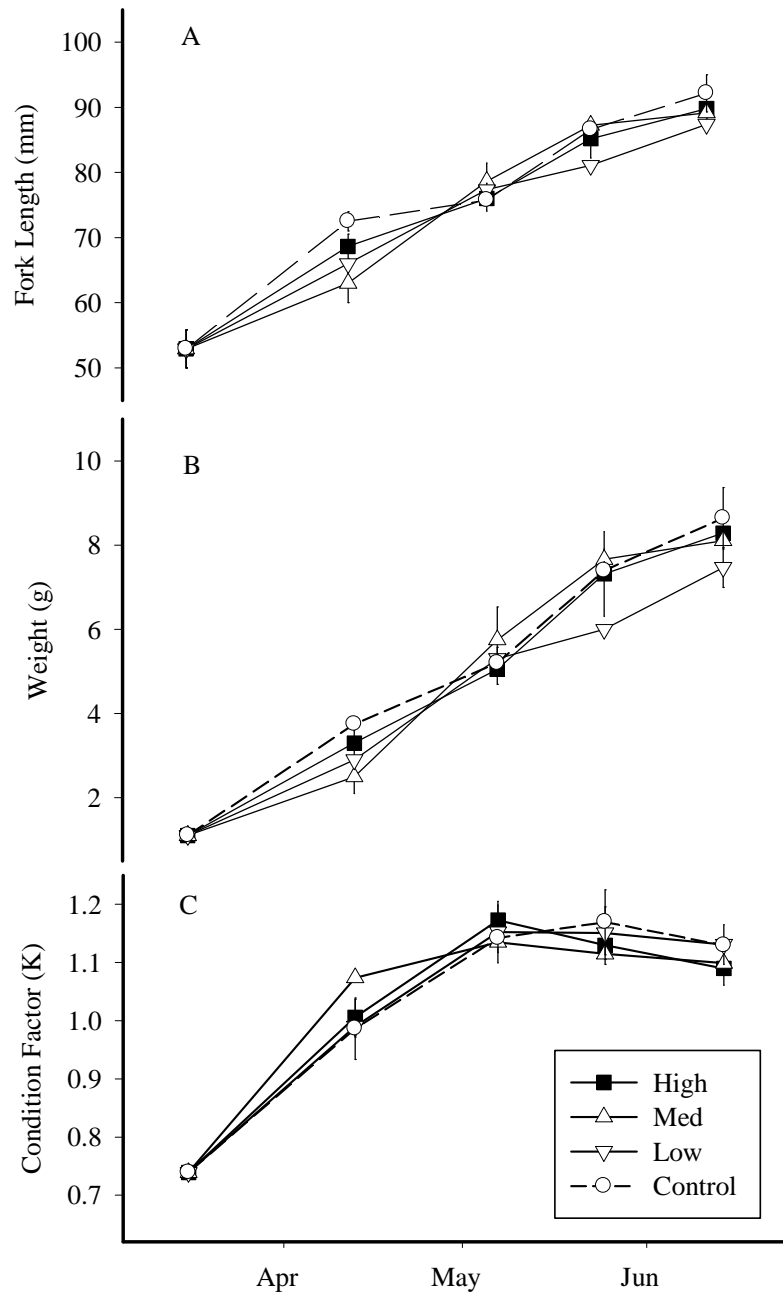 A
100
90
80
70
60
50
Fork Length (mm)
B
10
8
6
4
2
Weight (g)
C
1.2
1.1
1.0
0.9
0.8
0.7
Condition Factor (K)
High
Med
Low
Control
Apr May Jun